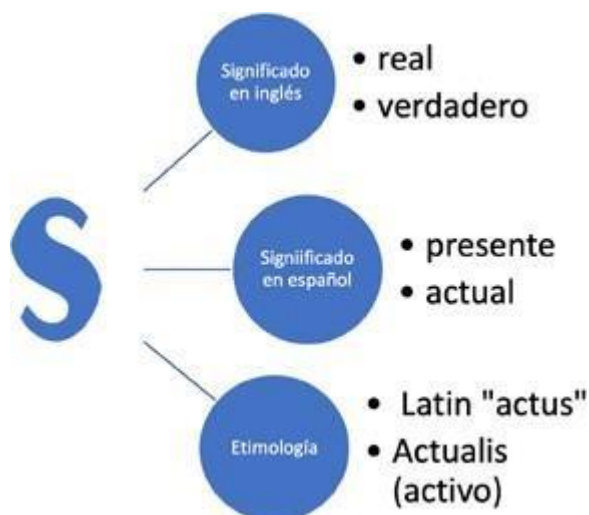 S
Significado
en inglés
• real
• verdadero
Signiificado
en español
• presente
• actual
Etimología
• Latin "actus"
• Actualis
(activo)